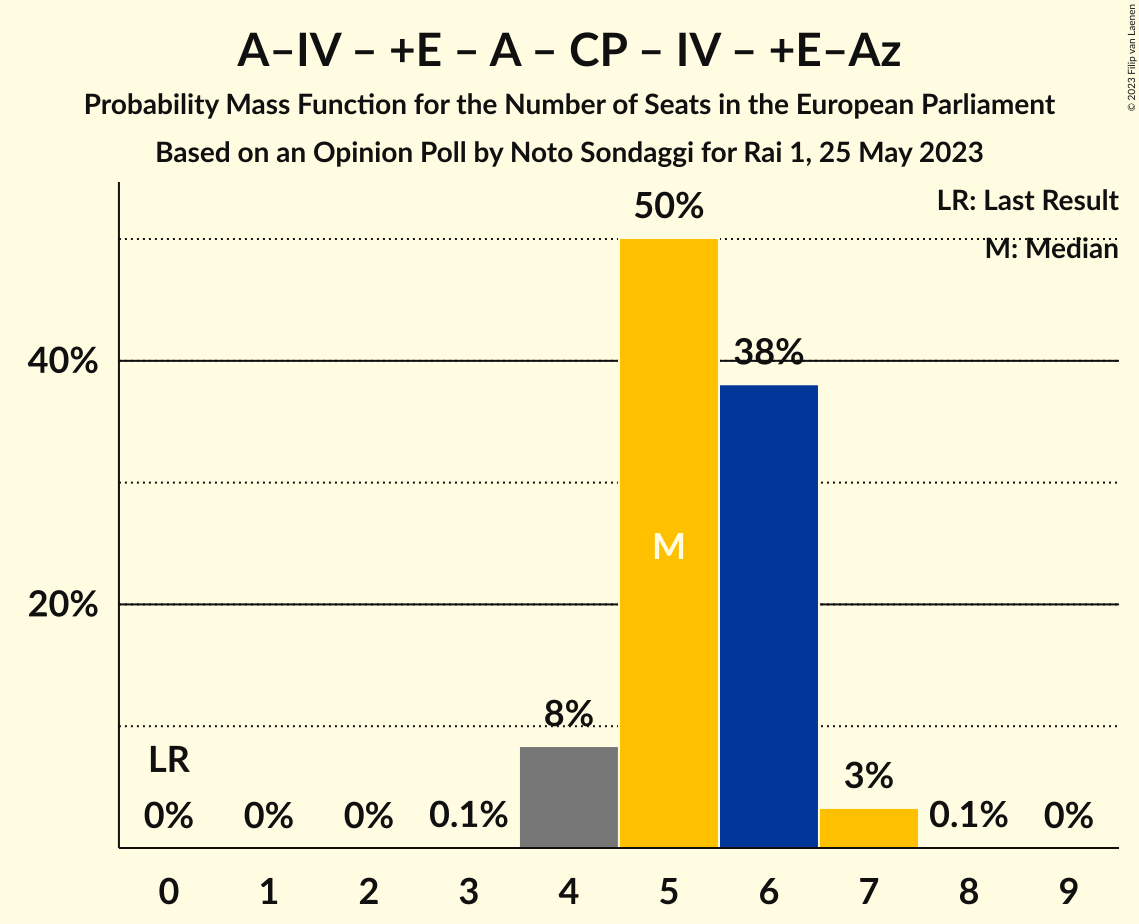 A–IV – +E – A – CP – IV – +E–Az
Probability Mass Function for the Number of Seats in the European Parliament
Based on an Opinion Poll by Noto Sondaggi for Rai 1, 25 May 2023
© 2023 Filip van Laenen
LR: Last Result
M: Median
50%
40%
38%
M
20%
8%
LR
3%
0% 0% 0% 0.1% 0.1% 0%
0 1 2 3 4 5 6 7 8 9